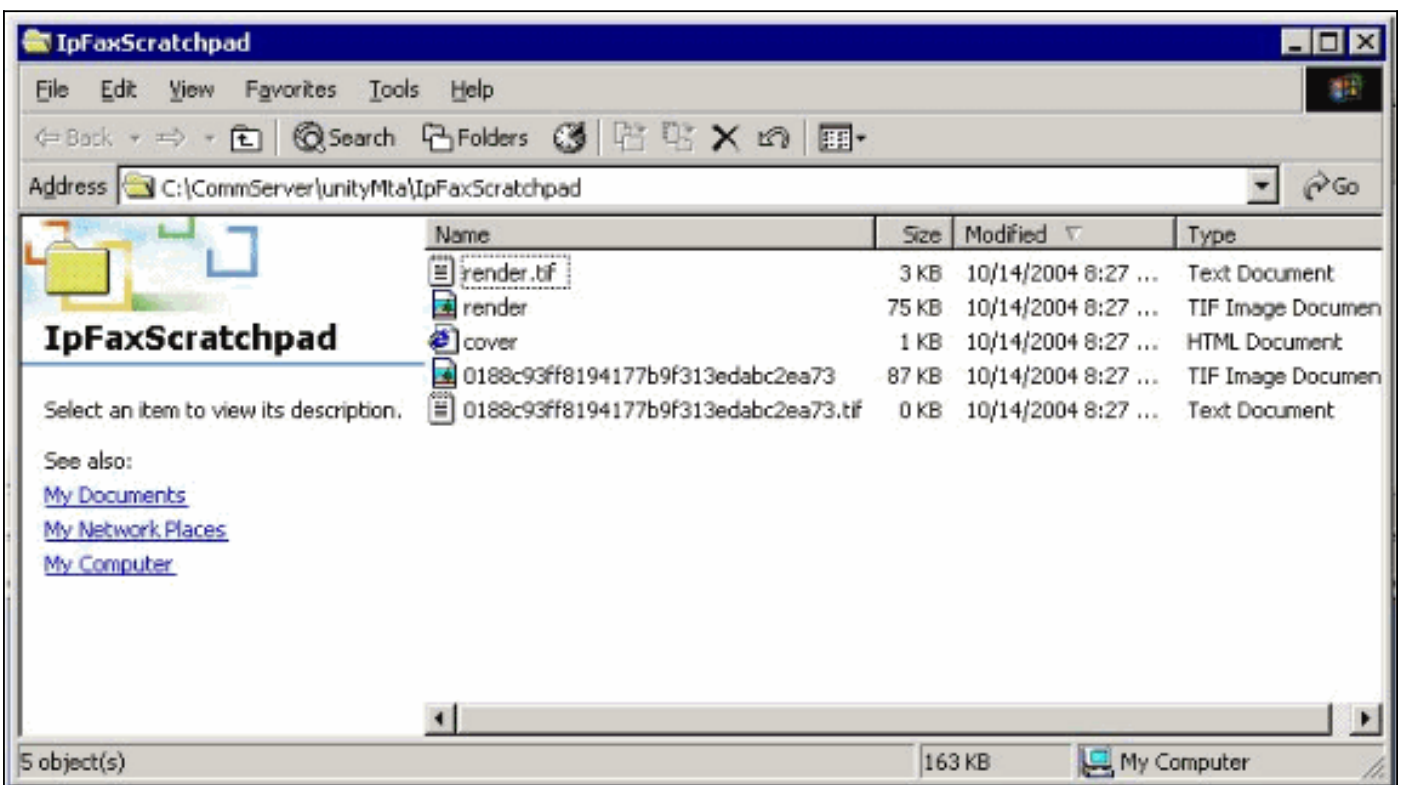 IpFaxScratchpad
File Edit View Favorites Tools Help
Back Search Folders
Address C:\CommServer\unityMta\IpFaxScratchpad Go
Name Size Modified Type
render.tif 3 KB 10/14/2004 8:27 ... Text Document
render 75 KB 10/14/2004 8:27 ... TIF Image Documen
cover 1 KB 10/14/2004 8:27 ... HTML Document
0188c93ff8194177b9f313edabc2ea73 87 KB 10/14/2004 8:27 ... TIF Image Documen
0188c93ff8194177b9f313edabc2ea73.tif 0 KB 10/14/2004 8:27 ... Text Document
IpFaxScratchpad
Select an item to view its description.
See also:
My Documents
My Network Places
My Computer
5 object(s) 163 KB My Computer